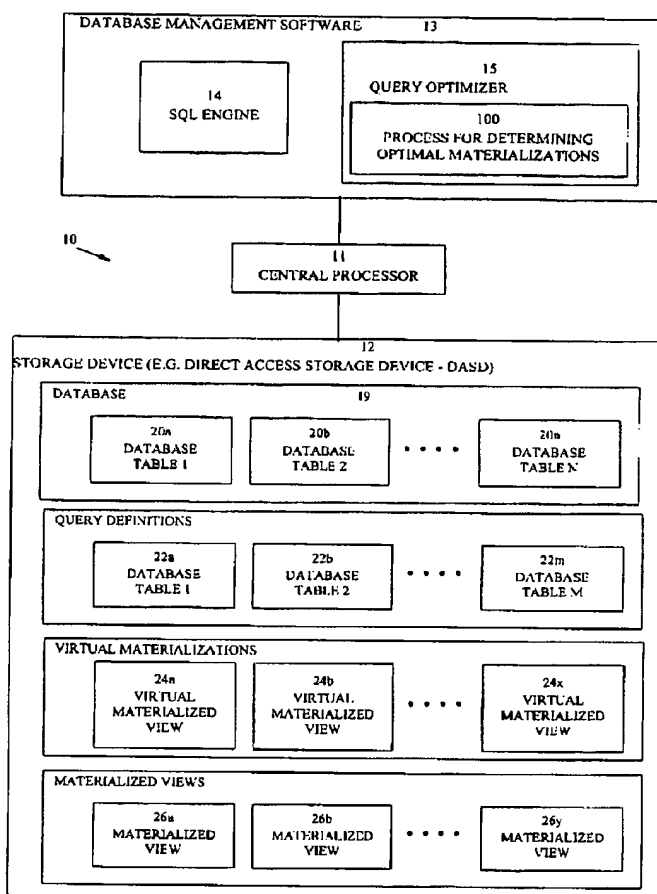 DATABASE MANAGEMENT SOFTWARE 13
14
SQL ENGINE
15
QUERY OPTIMIZER
100
PROCESS FOR DETERMINING
OPTIMAL MATERIALIZATIONS
10
11
CENTRAL PROCESSOR
12
STORAGE DEVICE (E.G. DIRECT ACCESS STORAGE DEVICE - DASD)
DATABASE 19
20a
DATABASE
TABLE 1
20b
DATABASE
TABLE 2
20n
DATABASE
TABLE N
QUERY DEFINITIONS
22a
DATABASE
TABLE 1
22b
DATABASE
TABLE 2
22m
DATABASE
TABLE M
VIRTUAL MATERIALIZATIONS
24a
VIRTUAL
MATERIALIZED
VIEW
24b
VIRTUAL
MATERIALIZED
VIEW
24x
VIRTUAL
MATERIALIZED
VIEW
MATERIALIZED VIEWS
26a
MATERIALIZED
VIEW
26b
MATERIALIZED
VIEW
26y
MATERIALIZED
VIEW